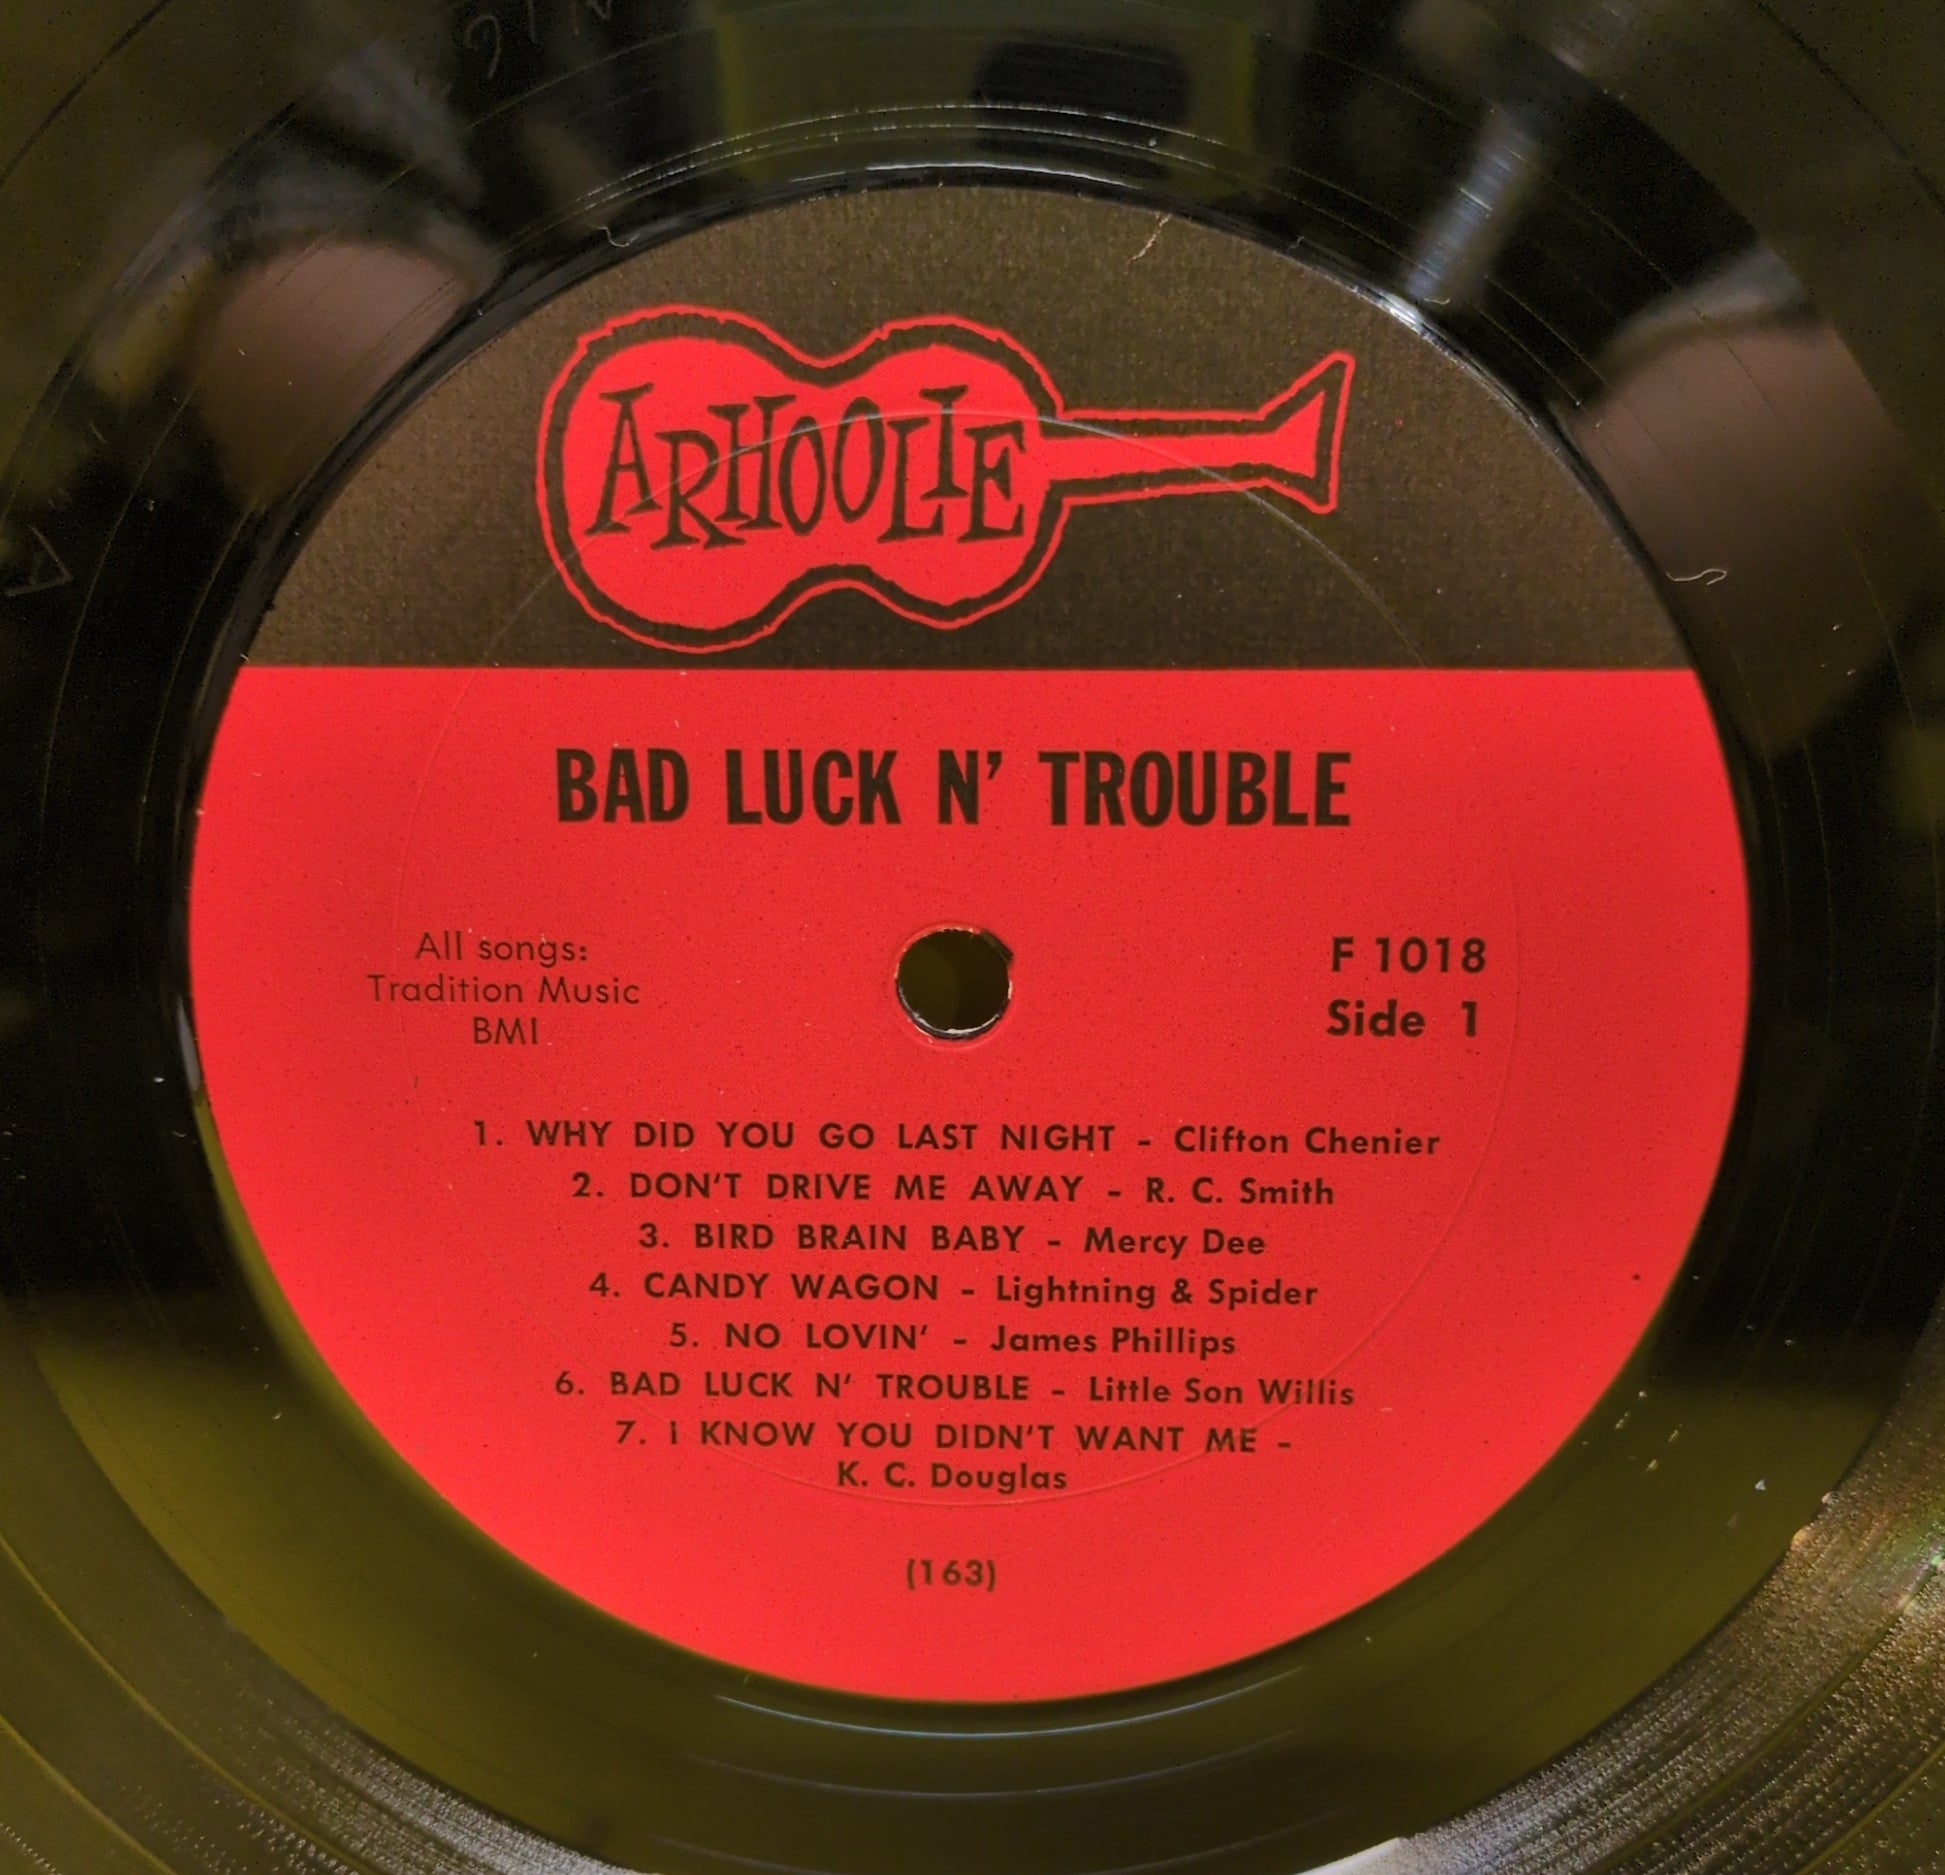 ARHOOLIE
BAD LUCK N' TROUBLE
All songs:
Tradition Music
BMI
F 1018
Side 1
1. WHY DID YOU GO LAST NIGHT - Clifton Chenier
2. DON'T DRIVE ME AWAY - R. C. Smith
3. BIRD BRAIN BABY - Mercy Dee
4. CANDY WAGON - Lightning & Spider
5. NO LOVIN' - James Phillips
6. BAD LUCK N' TROUBLE - Little Son Willis
7. I KNOW YOU DIDN'T WANT ME -
K. C. Douglas
(163)